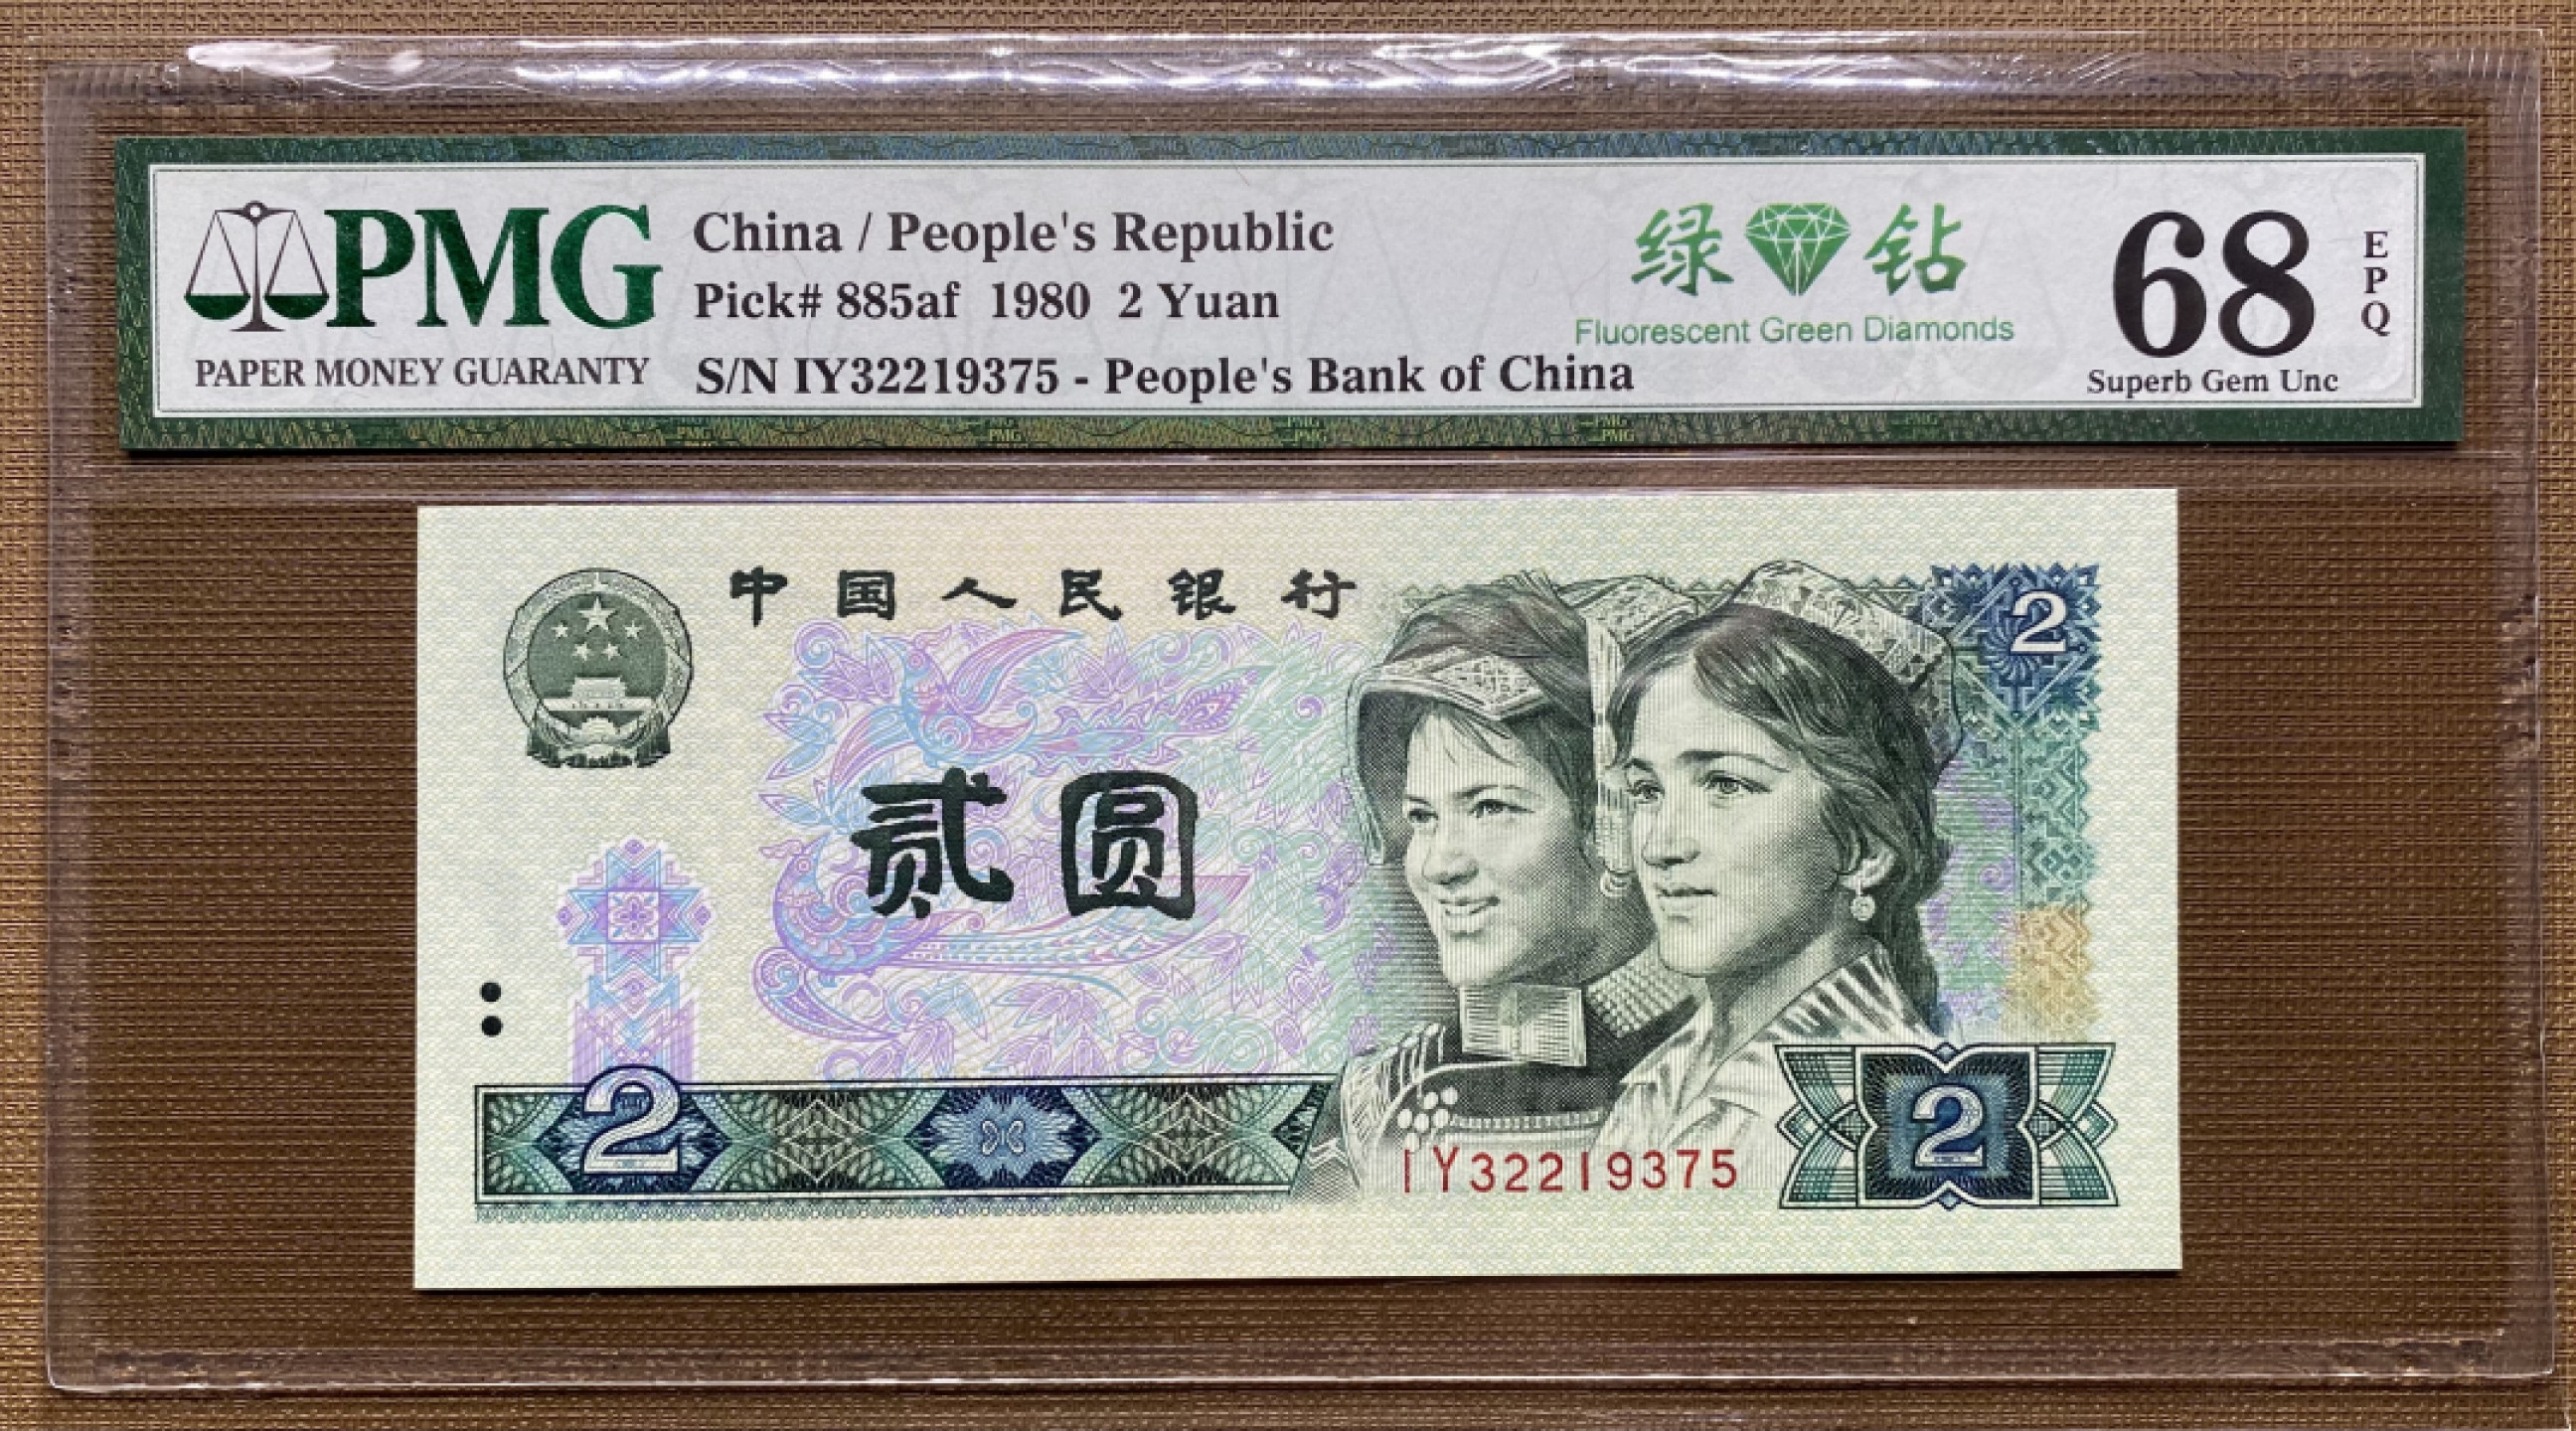 PMG
PAPER MONEY GUARANTY
China / People's Republic
Pick# 885af 1980 2 Yuan
S/N IY32219375 - People's Bank of China
绿 钻
Fluorescent Green Diamonds
68
EPQ
Superb Gem Unc
中国人民银行
2
贰圆
2
2
IY32219375